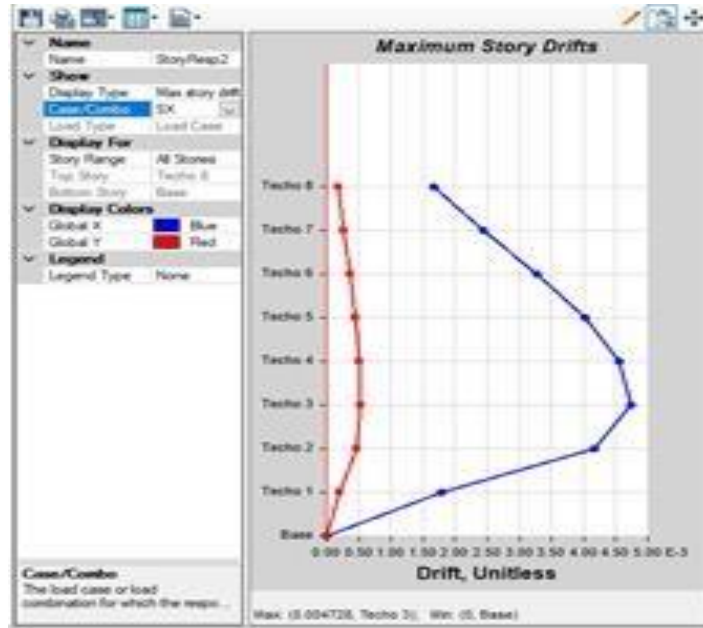 Maximum Story Drifts
Name
Name StoryResp2
Show
Display Type Max story drift
Case/Combo SX
Load Type Load Case
Display For
Story Range All Stories
Top Story Techo 8
Bottom Story Base
Display Colors
Global X Blue
Global Y Red
Legend
Legend Type None
Techo 8
Techo 7
Techo 6
Techo 5
Techo 4
Techo 3
Techo 2
Techo 1
Base
0.00 0.50 1.00 1.50 2.00 2.50 3.00 3.50 4.00 4.50 5.00 E-3
Drift, Unitless
Case/Combo
The load case or load
combination for which the respo...
Max: (0.004728, Techo 3); Min: (0, Base)